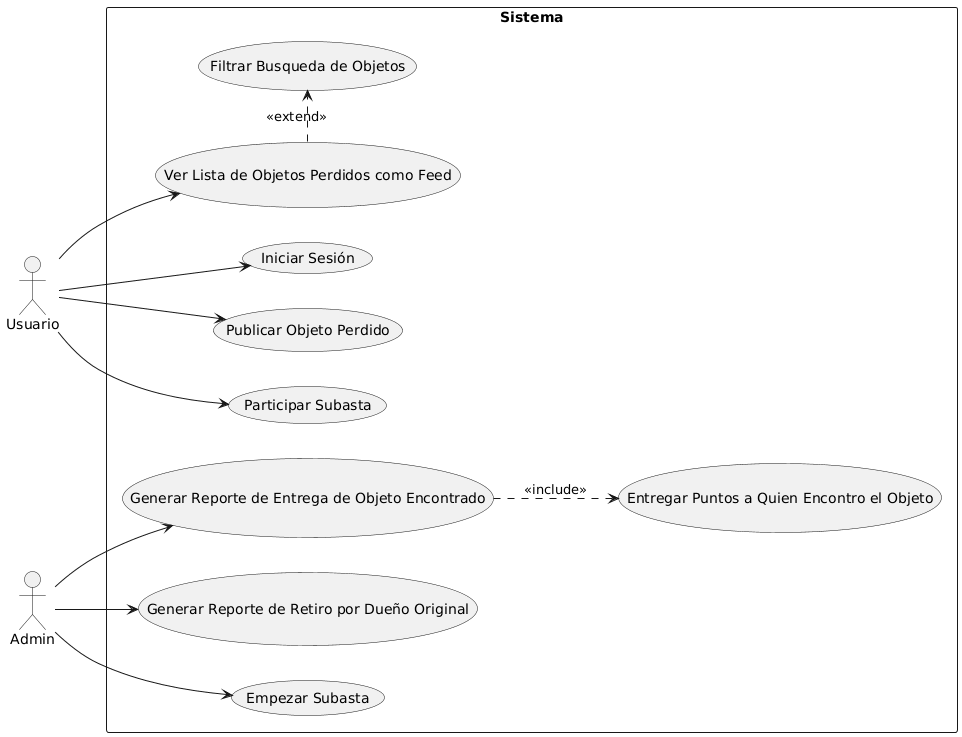 Sistema
Filtrar Busqueda de Objetos
«extend»
Ver Lista de Objetos Perdidos como Feed
Iniciar Sesión
Usuario
Publicar Objeto Perdido
Participar Subasta
Generar Reporte de Entrega de Objeto Encontrado
«include»
Entregar Puntos a Quien Encontro el Objeto
Generar Reporte de Retiro por Dueño Original
Admin
Empezar Subasta